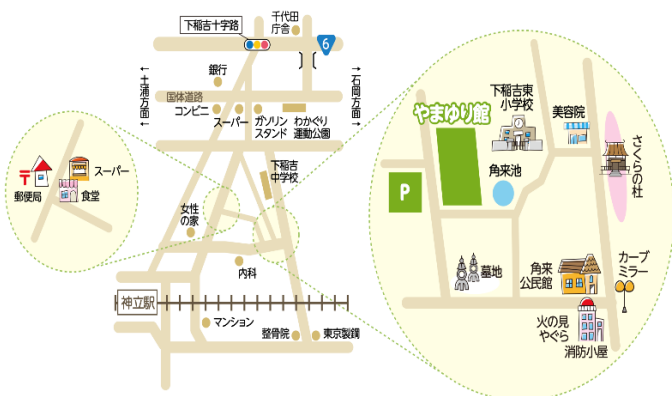 下稲吉十字路
千代田
庁舎
6
←土浦方面
石岡方面→
銀行
国体道路
コンビニ
スーパー
ガソリン
スタンド
わかぐり
運動公園
下稲吉
中学校
女性
の家
内科
神立駅
マンション
整骨院
東京製鋼
〒
郵便局
スーパー
食堂
やまゆり館
P
下稲吉東
小学校
美容院
さくらの杜
角来池
墓地
角来
公民館
カーブ
ミラー
火の見
やぐら
消防小屋